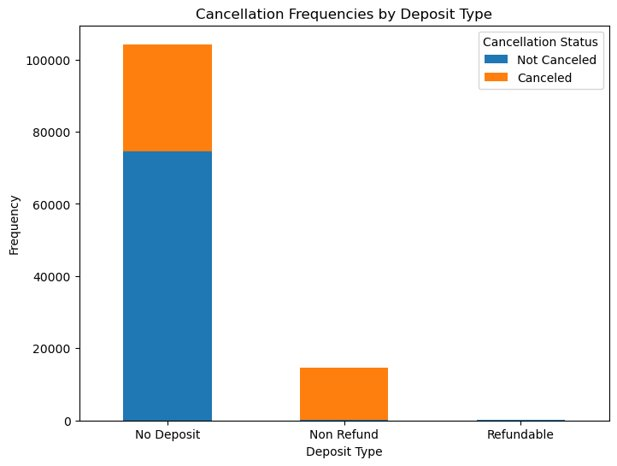 Cancellation Frequencies by Deposit Type
Cancellation Status
Not Canceled
Canceled
Frequency
100000
80000
60000
40000
20000
0
No Deposit
Non Refund
Refundable
Deposit Type